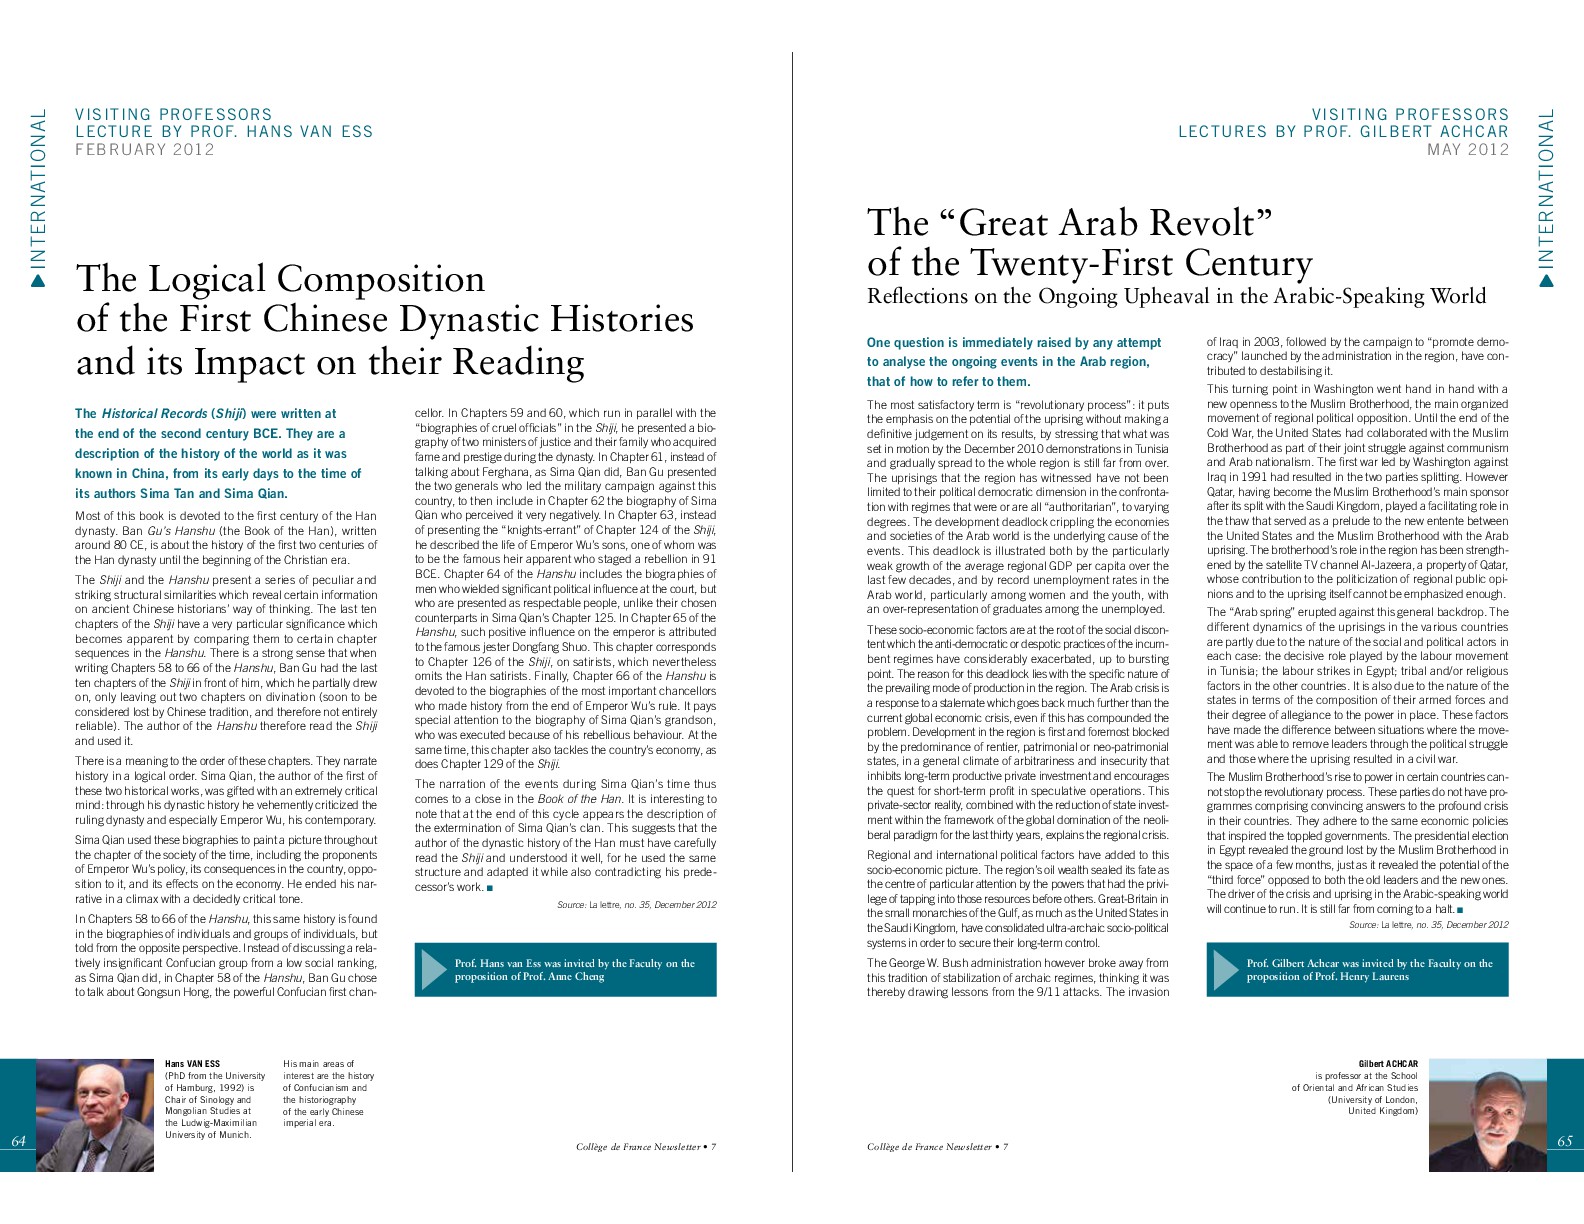 INTERNATIONAL
VISITING PROFESSORS
LECTURE BY PROF. HANS VAN ESS
FEBRUARY 2012
The Logical Composition
of the First Chinese Dynastic Histories
and its Impact on their Reading
The Historical Records (Shiji) were written at
the end of the second century BCE. They are a
description of the history of the world as it was
known in China, from its early days to the time of
its authors Sima Tan and Sima Qian.
Most of this book is devoted to the first century of the Han
dynasty. Ban Gu's Hanshu (the Book of the Han), written
around 80 CE, is about the history of the first two centuries of
the Han dynasty until the beginning of the Christian era.
The Shiji and the Hanshu present a series of peculiar and
striking structural similarities which reveal certain information
on ancient Chinese historians' way of thinking. The last ten
chapters of the Shiji have a very particular significance which
becomes apparent by comparing them to certain chapter
sequences in the Hanshu. There is a strong sense that when
writing Chapters 58 to 66 of the Hanshu, Ban Gu had the last
ten chapters of the Shiji in front of him, which he partially drew
on, only leaving out two chapters on divination (soon to be
considered lost by Chinese tradition, and therefore not entirely
reliable). The author of the Hanshu therefore read the Shiji
and used it.
There is a meaning to the order of these chapters. They narrate
history in a logical order. Sima Qian, the author of the first of
these two historical works, was gifted with an extremely critical
mind: through his dynastic history he vehemently criticized the
ruling dynasty and especially Emperor Wu, his contemporary.
Sima Qian used these biographies to paint a picture throughout
the chapter of the society of the time, including the proponents
of Emperor Wu's policy, its consequences in the country, oppo-
sition to it, and its effects on the economy. He ended his nar-
rative in a climax with a decidedly critical tone.
In Chapters 58 to 66 of the Hanshu, this same history is found
in the biographies of individuals and groups of individuals, but
told from the opposite perspective. Instead of discussing a rela-
tively insignificant Confucian group from a low social ranking,
as Sima Qian did, in Chapter 58 of the Hanshu, Ban Gu chose
to talk about Gongsun Hong, the powerful Confucian first chan-
cellor. In Chapters 59 and 60, which run in parallel with the
“biographies of cruel officials” in the Shiji, he presented a bio-
graphy of two ministers of justice and their family who acquired
fame and prestige during the dynasty. In Chapter 61, instead of
talking about Ferghana, as Sima Qian did, Ban Gu presented
the two generals who led the military campaign against this
country, to then include in Chapter 62 the biography of Sima
Qian who perceived it very negatively. In Chapter 63, instead
of presenting the “knights-errant” of Chapter 124 of the Shiji,
he described the life of Emperor Wu's sons, one of whom was
to be the famous heir apparent who staged a rebellion in 91
BCE. Chapter 64 of the Hanshu includes the biographies of
men who wielded significant political influence at the court, but
who are presented as respectable people, unlike their chosen
counterparts in Sima Qian's Chapter 125. In Chapter 65 of the
Hanshu, such positive influence on the emperor is attributed
to the famous jester Dongfang Shuo. This chapter corresponds
to Chapter 126 of the Shiji, on satirists, which nevertheless
omits the Han satirists. Finally, Chapter 66 of the Hanshu is
devoted to the biographies of the most important chancellors
who made history from the end of Emperor Wu's rule. It pays
special attention to the biography of Sima Qian's grandson,
who was executed because of his rebellious behaviour. At the
same time, this chapter also tackles the country's economy, as
does Chapter 129 of the Shiji.
The narration of the events during Sima Qian's time thus
comes to a close in the Book of the Han. It is interesting to
note that at the end of this cycle appears the description of
the extermination of Sima Qian's clan. This suggests that the
author of the dynastic history of the Han must have carefully
read the Shiji and understood it well, for he used the same
structure and adapted it while also contradicting his prede-
cessor's work. ■
Source: La lettre, no. 35, December 2012
Prof. Hans van Ess was invited by the Faculty on the
proposition of Prof. Anne Cheng
Hans VAN ESS
(PhD from the University
of Hamburg, 1992) is
Chair of Sinology and
Mongolian Studies at
the Ludwig-Maximilian
University of Munich.
His main areas of
interest are the history
of Confucianism and
the historiography
of the early Chinese
imperial era.
64
Collège de France Newsletter • 7
VISITING PROFESSORS
LECTURES BY PROF. GILBERT ACHCAR
MAY 2012
INTERNATIONAL
The “Great Arab Revolt”
of the Twenty-First Century
Reflections on the Ongoing Upheaval in the Arabic-Speaking World
One question is immediately raised by any attempt
to analyse the ongoing events in the Arab region,
that of how to refer to them.
The most satisfactory term is “revolutionary process”: it puts
the emphasis on the potential of the uprising without making a
definitive judgement on its results, by stressing that what was
set in motion by the December 2010 demonstrations in Tunisia
and gradually spread to the whole region is still far from over.
The uprisings that the region has witnessed have not been
limited to their political democratic dimension in the confronta-
tion with regimes that were or are all “authoritarian”, to varying
degrees. The development deadlock crippling the economies
and societies of the Arab world is the underlying cause of the
events. This deadlock is illustrated both by the particularly
weak growth of the average regional GDP per capita over the
last few decades, and by record unemployment rates in the
Arab world, particularly among women and the youth, with
an over-representation of graduates among the unemployed.
These socio-economic factors are at the root of the social discon-
tent which the anti-democratic or despotic practices of the incum-
bent regimes have considerably exacerbated, up to bursting
point. The reason for this deadlock lies with the specific nature of
the prevailing mode of production in the region. The Arab crisis is
a response to a stalemate which goes back much further than the
current global economic crisis, even if this has compounded the
problem. Development in the region is first and foremost blocked
by the predominance of rentier, patrimonial or neo-patrimonial
states, in a general climate of arbitrariness and insecurity that
inhibits long-term productive private investment and encourages
the quest for short-term profit in speculative operations. This
private-sector reality, combined with the reduction of state invest-
ment within the framework of the global domination of the neoli-
beral paradigm for the last thirty years, explains the regional crisis.
Regional and international political factors have added to this
socio-economic picture. The region's oil wealth sealed its fate as
the centre of particular attention by the powers that had the privi-
lege of tapping into those resources before others. Great-Britain in
the small monarchies of the Gulf, as much as the United States in
the Saudi Kingdom, have consolidated ultra-archaic socio-political
systems in order to secure their long-term control.
The George W. Bush administration however broke away from
this tradition of stabilization of archaic regimes, thinking it was
thereby drawing lessons from the 9/11 attacks. The invasion
of Iraq in 2003, followed by the campaign to “promote demo-
cracy” launched by the administration in the region, have con-
tributed to destabilising it.
This turning point in Washington went hand in hand with a
new openness to the Muslim Brotherhood, the main organized
movement of regional political opposition. Until the end of the
Cold War, the United States had collaborated with the Muslim
Brotherhood as part of their joint struggle against communism
and Arab nationalism. The first war led by Washington against
Iraq in 1991 had resulted in the two parties splitting. However
Qatar, having become the Muslim Brotherhood's main sponsor
after its split with the Saudi Kingdom, played a facilitating role in
the thaw that served as a prelude to the new entente between
the United States and the Muslim Brotherhood with the Arab
uprising. The brotherhood's role in the region has been strength-
ened by the satellite TV channel Al-Jazeera, a property of Qatar,
whose contribution to the politicization of regional public opi-
nions and to the uprising itself cannot be emphasized enough.
The “Arab spring” erupted against this general backdrop. The
different dynamics of the uprisings in the various countries
are partly due to the nature of the social and political actors in
each case: the decisive role played by the labour movement
in Tunisia; the labour strikes in Egypt; tribal and/or religious
factors in the other countries. It is also due to the nature of the
states in terms of the composition of their armed forces and
their degree of allegiance to the power in place. These factors
have made the difference between situations where the move-
ment was able to remove leaders through the political struggle
and those where the uprising resulted in a civil war.
The Muslim Brotherhood's rise to power in certain countries can-
not stop the revolutionary process. These parties do not have pro-
grammes comprising convincing answers to the profound crisis
in their countries. They adhere to the same economic policies
that inspired the toppled governments. The presidential election
in Egypt revealed the ground lost by the Muslim Brotherhood in
the space of a few months, just as it revealed the potential of the
“third force” opposed to both the old leaders and the new ones.
The driver of the crisis and uprising in the Arabic-speaking world
will continue to run. It is still far from coming to a halt. ■
Source: La lettre, no. 35, December 2012
Prof. Gilbert Achcar was invited by the Faculty on the
proposition of Prof. Henry Laurens
Gilbert ACHCAR
is professor at the School
of Oriental and African Studies
(University of London,
United Kingdom)
Collège de France Newsletter • 7
65